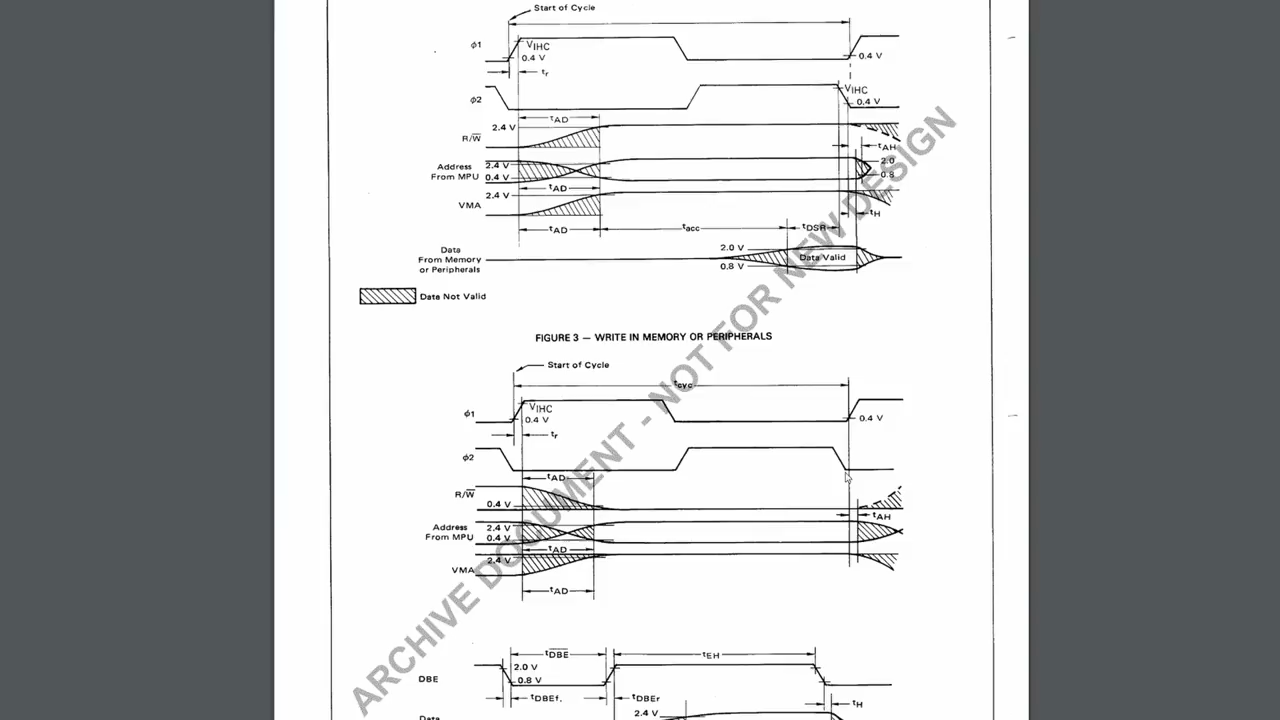 Start of Cycle
φ1
VIHC
0.4 V
0.4 V
tr
φ2
VIHC
0.4 V
tAD
2.4 V
R/W̅
tAH
Address
From MPU
2.4 V
0.4 V
2.0
0.8
tAD
2.4 V
VMA
tH
tAD
tacc
tDSR
Data
From Memory
or Peripherals
2.0 V
0.8 V
Data Valid
Data Not Valid
FIGURE 3 — WRITE IN MEMORY OR PERIPHERALS
Start of Cycle
tcyc
φ1
VIHC
0.4 V
0.4 V
tr
φ2
tAD
R/W̅
0.4 V
tAH
Address
From MPU
2.4 V
0.4 V
tAD
2.4 V
VMA
tAD
tD̅B̅E̅
tEH
2.0 V
DBE
0.8 V
tDBEf.
tDBEr
tH
2.4 V
Data
ARCHIVE DOCUMENT - NOT FOR NEW DESIGN